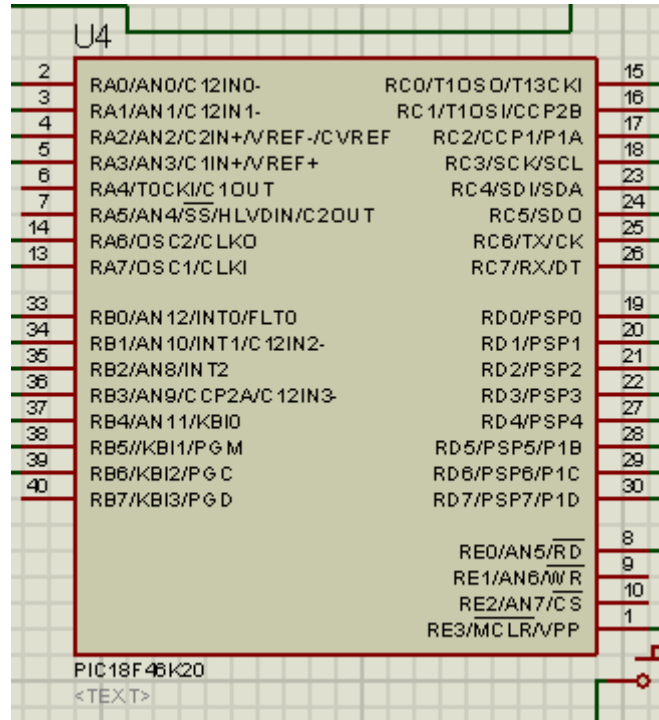 U4
2 RA0/AN0/C12IN0- RC0/T1OSO/T13CKI 15
3 RA1/AN1/C12IN1- RC1/T1OSI/CCP2B 16
4 RA2/AN2/C2IN+/VREF-/CVREF RC2/CCP1/P1A 17
5 RA3/AN3/C1IN+/VREF+ RC3/SCK/SCL 18
6 RA4/T0CKI/C1OUT RC4/SDI/SDA 23
7 RA5/AN4/SS/HLVDIN/C2OUT RC5/SDO 24
14 RA6/OSC2/CLKO RC6/TX/CK 25
13 RA7/OSC1/CLKI RC7/RX/DT 26
33 RB0/AN12/INT0/FLT0 RD0/PSP0 19
34 RB1/AN10/INT1/C12IN2- RD1/PSP1 20
35 RB2/AN8/INT2 RD2/PSP2 21
36 RB3/AN9/CCP2A/C12IN3- RD3/PSP3 22
37 RB4/AN11/KBI0 RD4/PSP4 27
38 RB5//KBI1/PGM RD5/PSP5/P1B 28
39 RB6/KBI2/PGC RD6/PSP6/P1C 29
40 RB7/KBI3/PGD RD7/PSP7/P1D 30
RE0/AN5/RD 8
RE1/AN6/WR 9
RE2/AN7/CS 10
RE3/MCLR/VPP 1
PIC18F46K20
<TEXT>